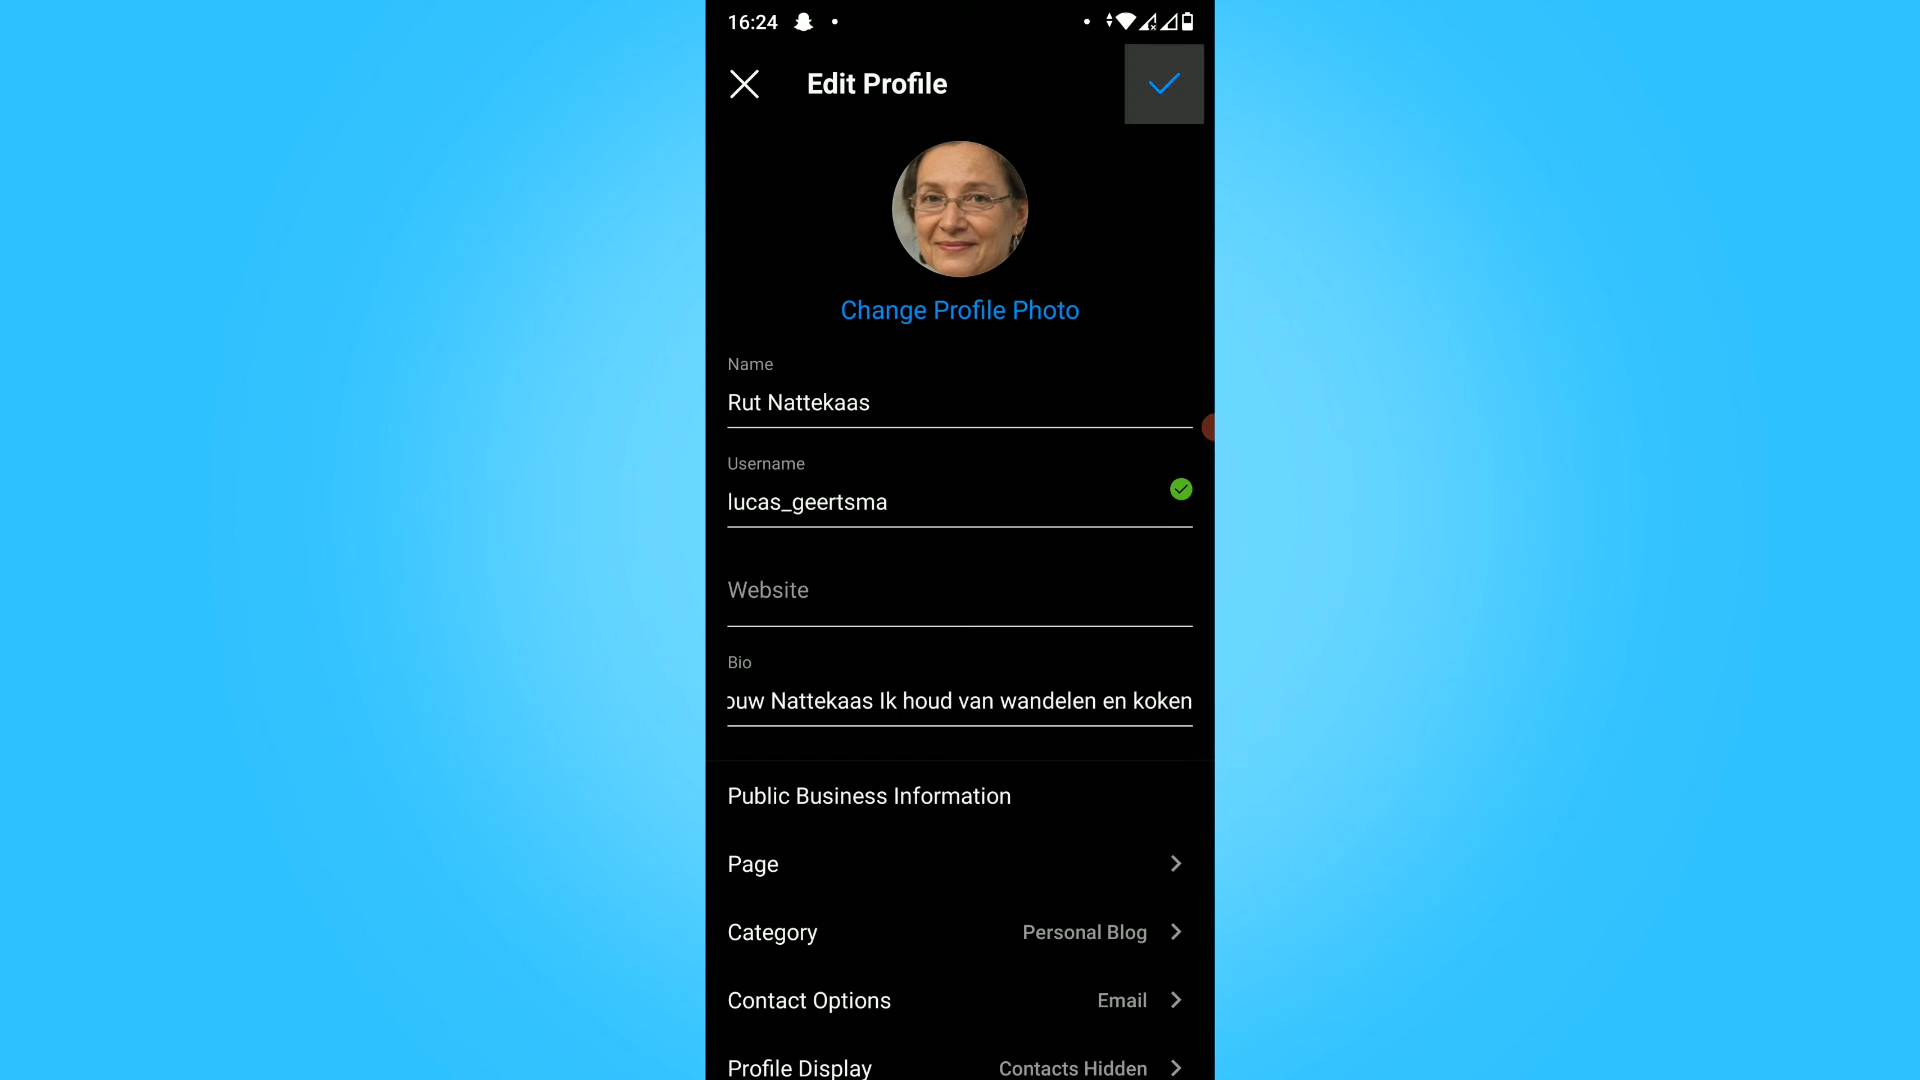 16:24
Edit Profile
Change Profile Photo
Name
Rut Nattekaas
Username
lucas_geertsma
Website
Bio
ouw Nattekaas Ik houd van wandelen en koken
Public Business Information
Page
Category Personal Blog
Contact Options Email
Profile Display Contacts Hidden